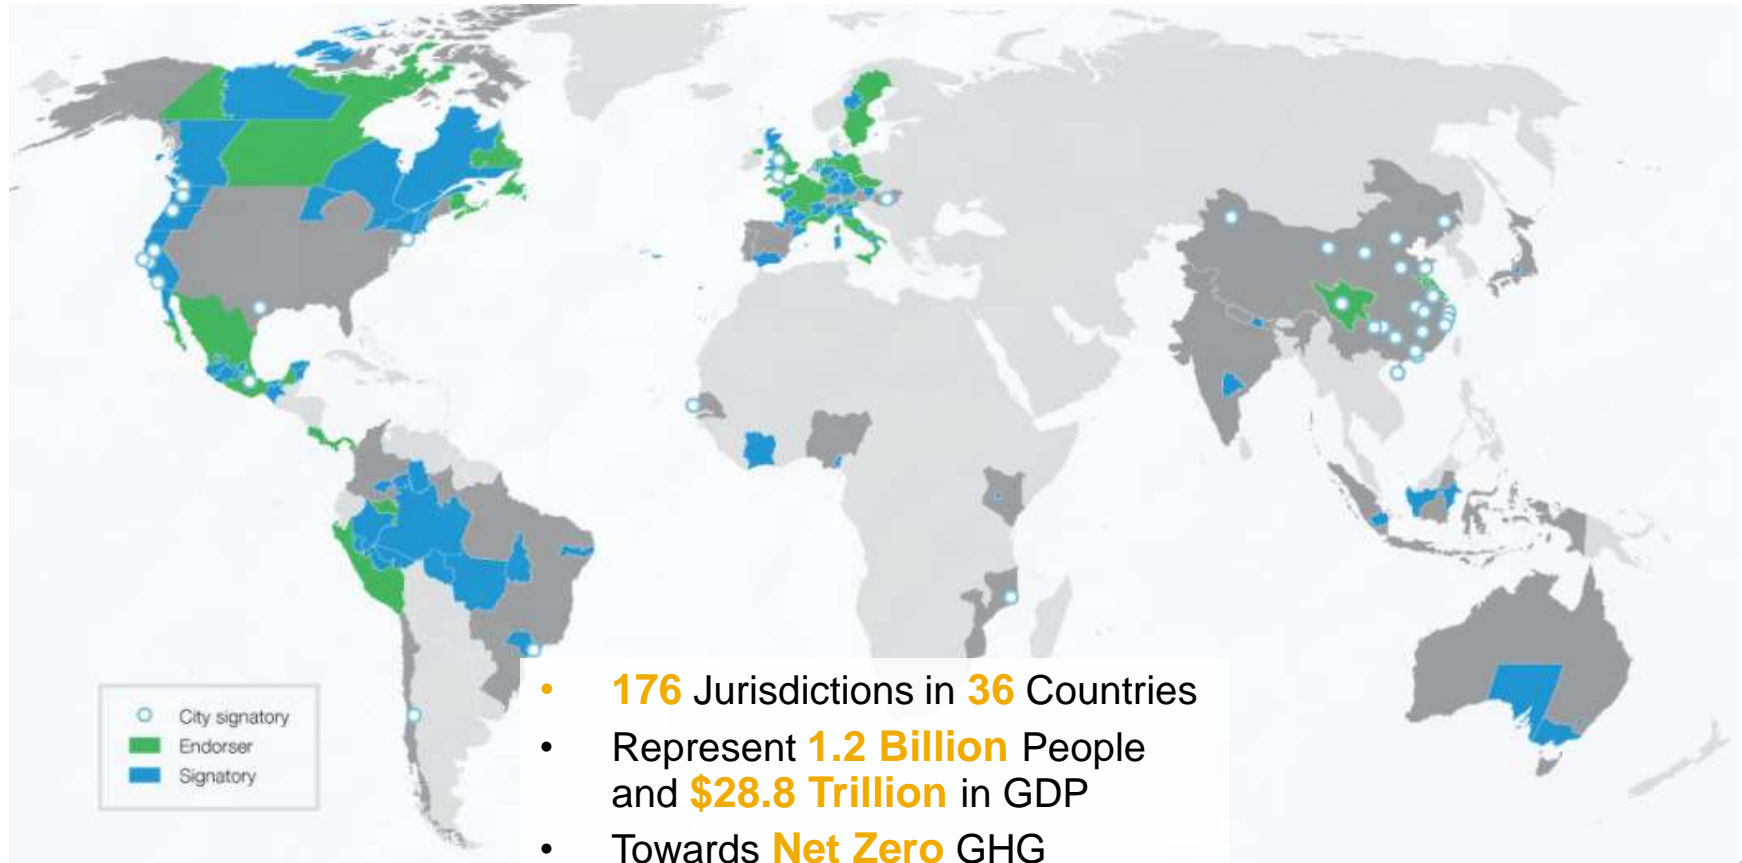 City signatory
Endorser
Signatory
• 176 Jurisdictions in 36 Countries
• Represent 1.2 Billion People
and $28.8 Trillion in GDP
• Towards Net Zero GHG